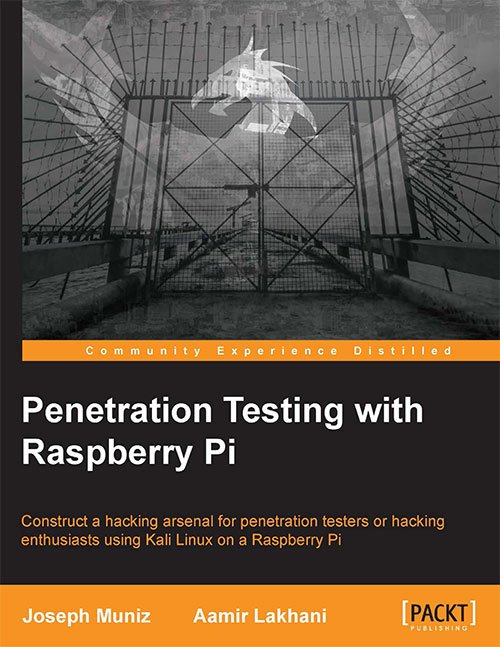 Community Experience Distilled
Penetration Testing with
Raspberry Pi
Construct a hacking arsenal for penetration testers or hacking
enthusiasts using Kali Linux on a Raspberry Pi
Joseph Muniz Aamir Lakhani
[PACKT]
PUBLISHING